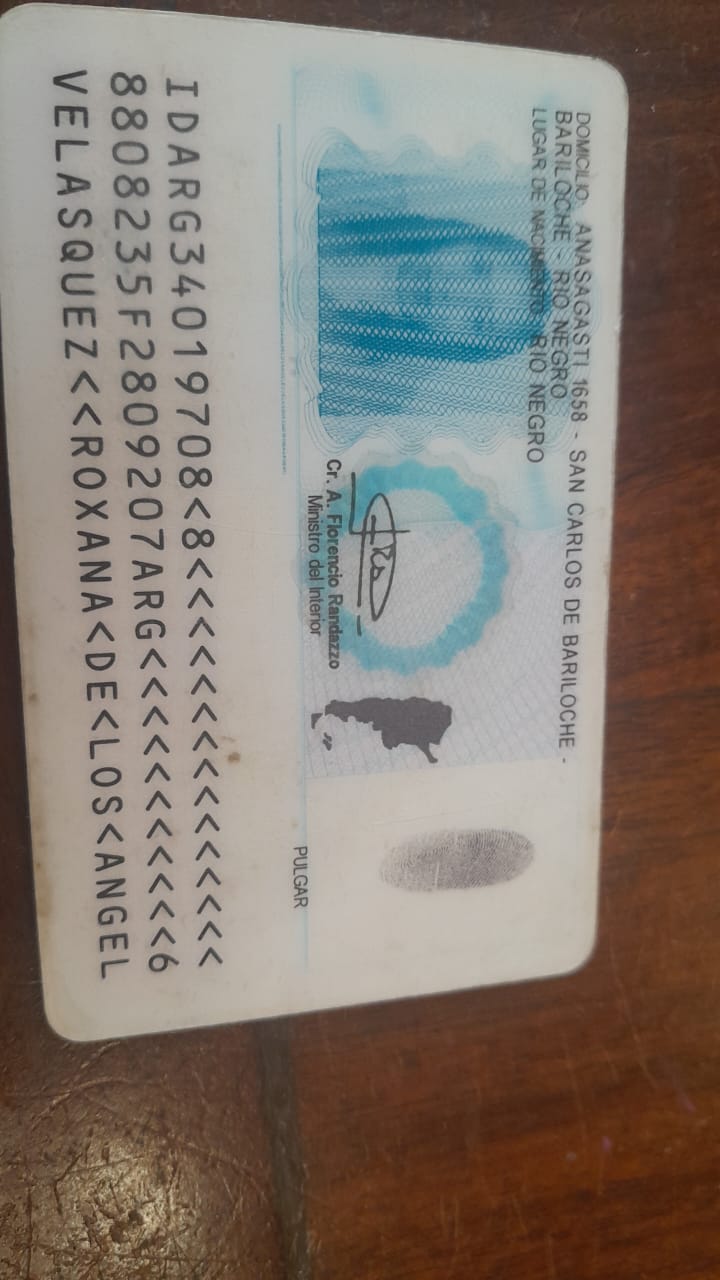 DOMICILIO: ANASAGASTI 1658 - SAN CARLOS DE BARILOCHE -
BARILOCHE - RIO NEGRO
LUGAR DE NACIMIENTO: RIO NEGRO
Cr. A. Florencio Randazzo
Ministro del Interior
PULGAR
IDARG34019708<8<<<<<<<<<<<<<<<
8808235F2809207ARG<<<<<<<<<<<6
VELASQUEZ<<ROXANA<DE<LOS<ANGEL